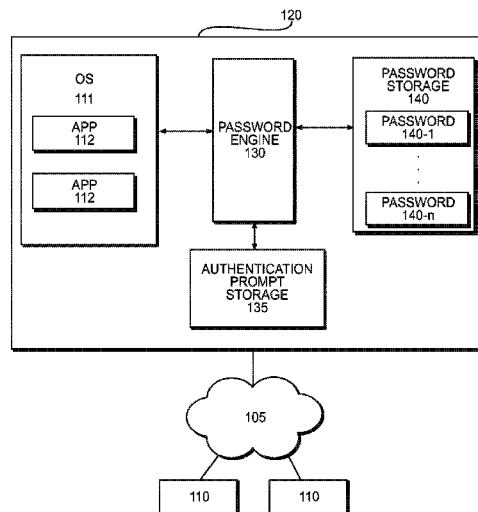 120
OS
111
APP
112
APP
112
PASSWORD
ENGINE
130
PASSWORD
STORAGE
140
PASSWORD
140-1
PASSWORD
140-n
AUTHENTICATION
PROMPT
STORAGE
135
105
110
110